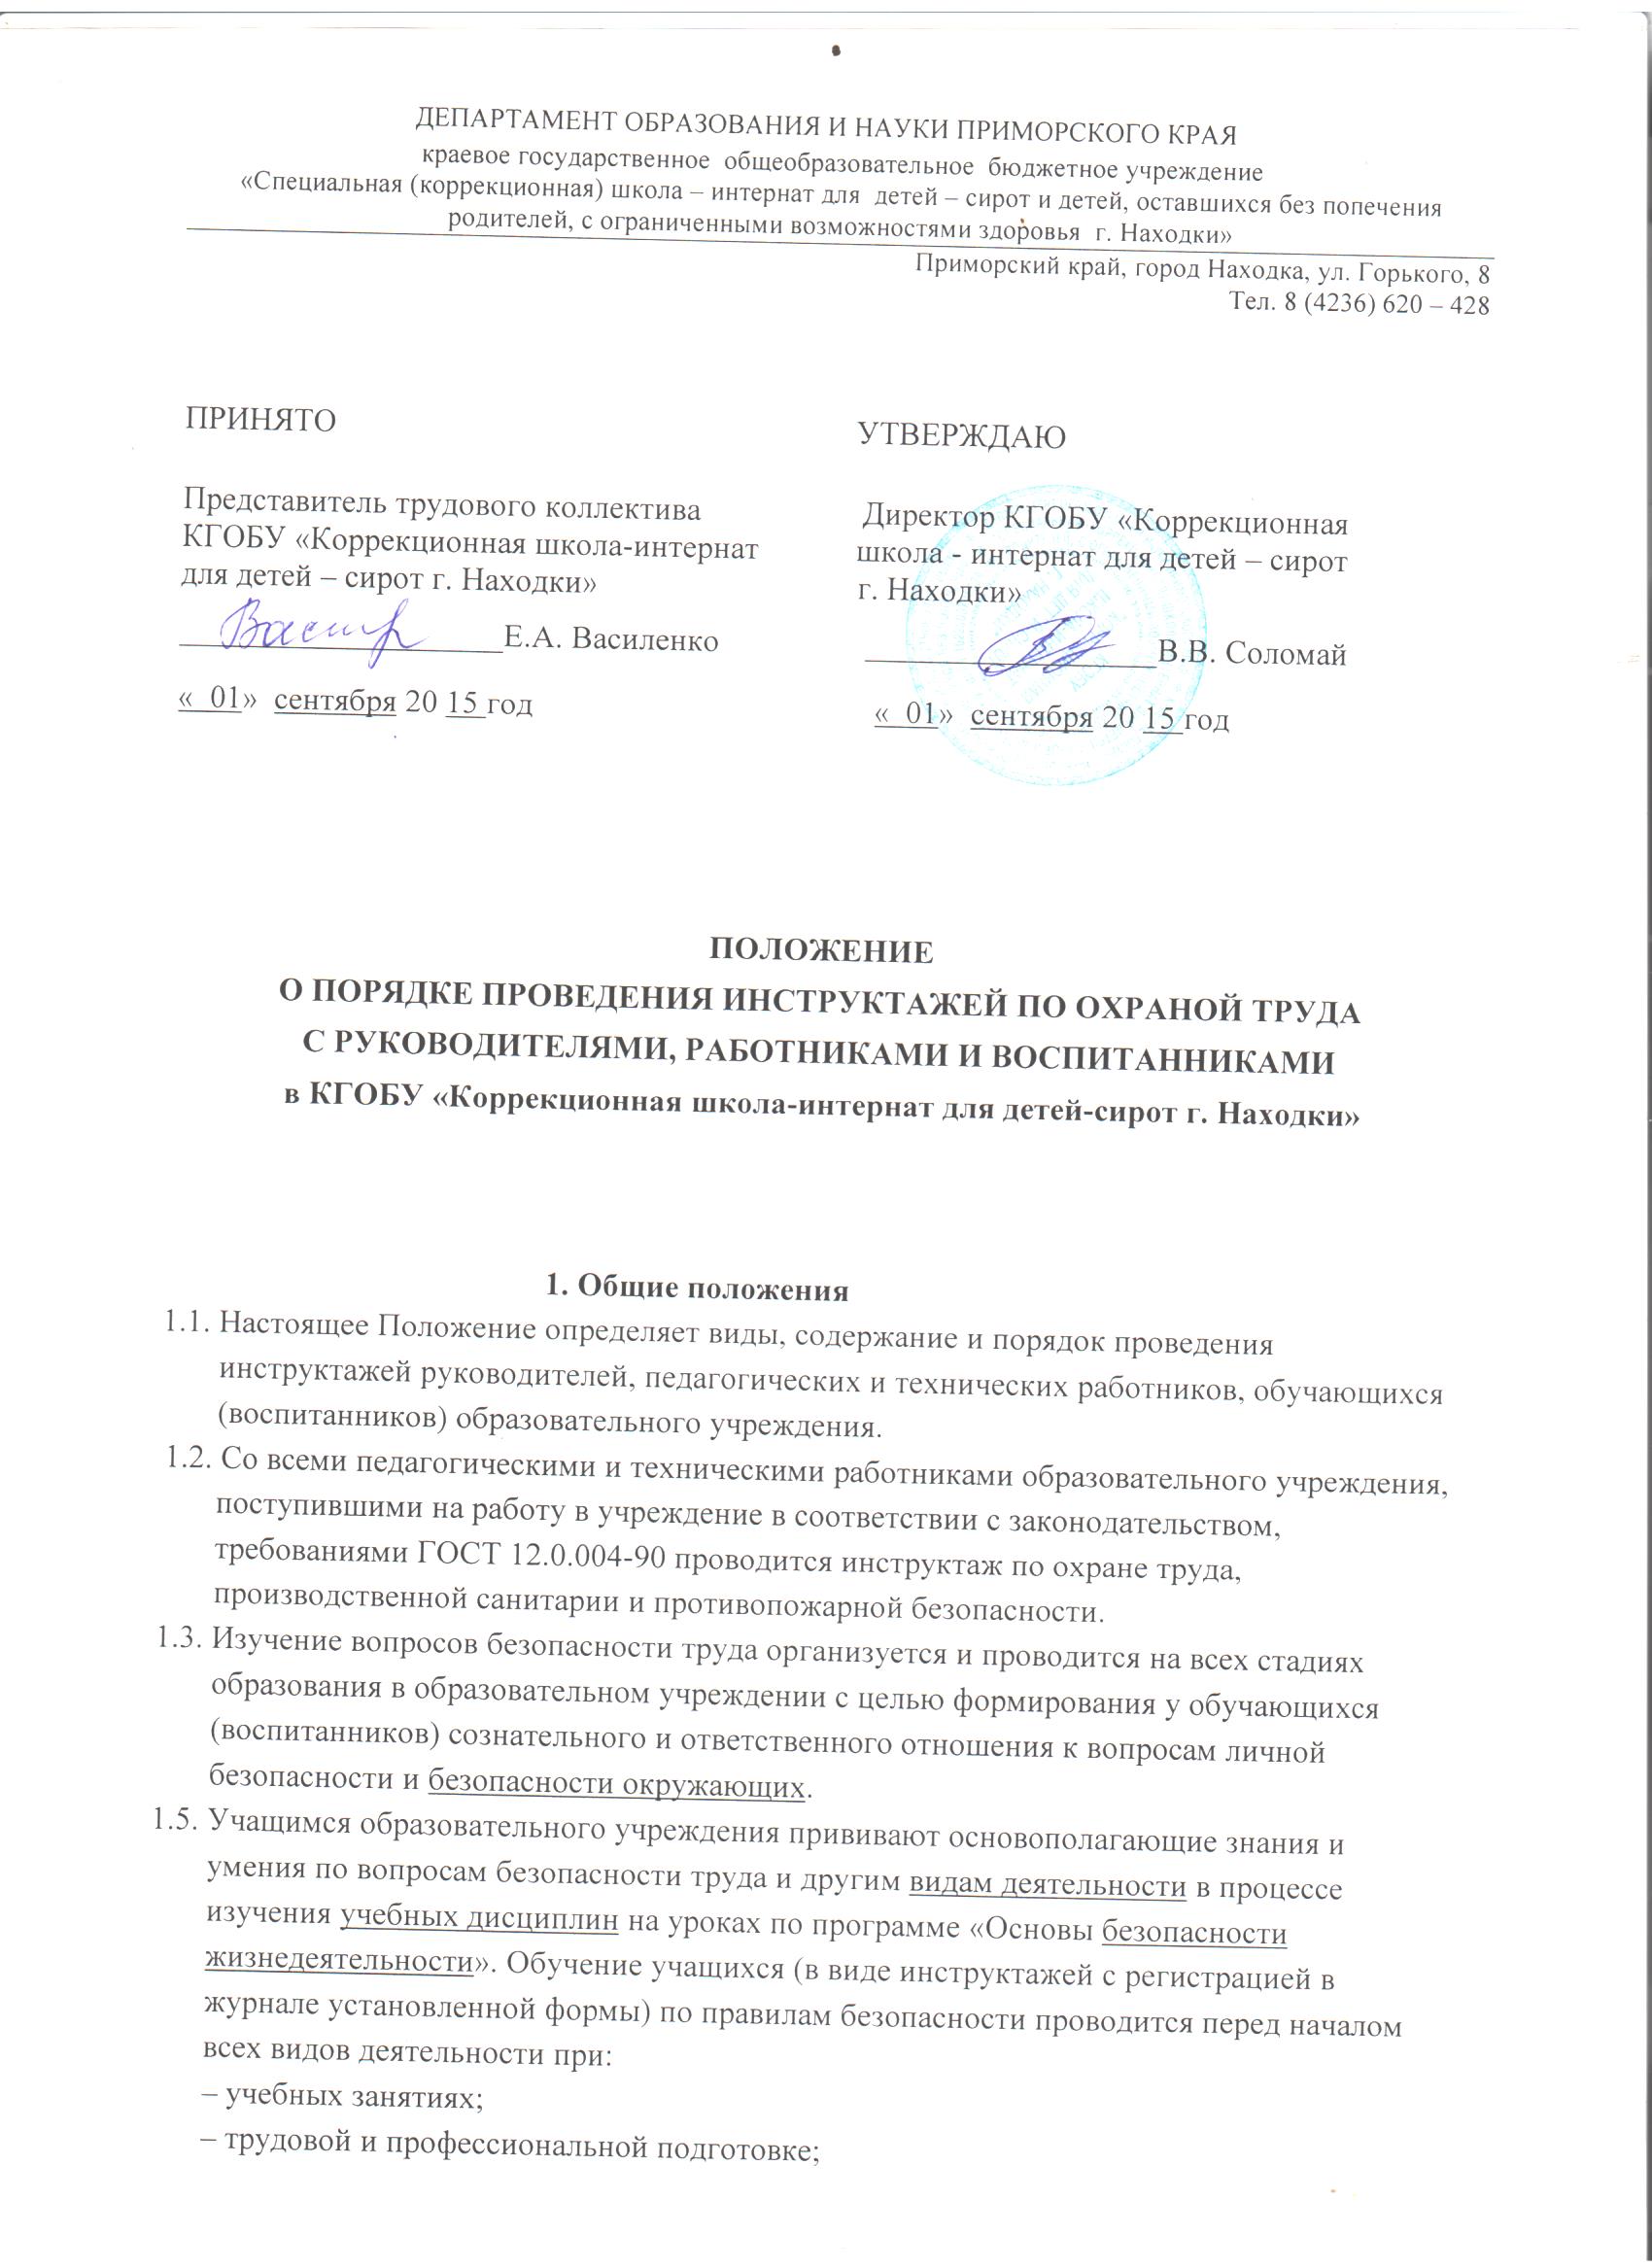 ДЕПАРТАМЕНТ ОБРАЗОВАНИЯ И НАУКИ ПРИМОРСКОГО КРАЯ
краевое государственное общеобразовательное бюджетное учреждение
«Специальная (коррекционная) школа – интернат для детей – сирот и детей, оставшихся без попечения
родителей, с ограниченными возможностями здоровья г. Находки»
Приморский край, город Находка, ул. Горького, 8
Тел. 8 (4236) 620 – 428
ПРИНЯТО
Представитель трудового коллектива
КГОБУ «Коррекционная школа-интернат
для детей – сирот г. Находки»
Е.А. Василенко
« 01» сентября 20 15 год
УТВЕРЖДАЮ
Директор КГОБУ «Коррекционная
школа - интернат для детей – сирот
г. Находки»
В.В. Соломай
« 01» сентября 20 15 год
ПОЛОЖЕНИЕ
О ПОРЯДКЕ ПРОВЕДЕНИЯ ИНСТРУКТАЖЕЙ ПО ОХРАНОЙ ТРУДА
С РУКОВОДИТЕЛЯМИ, РАБОТНИКАМИ И ВОСПИТАННИКАМИ
в КГОБУ «Коррекционная школа-интернат для детей-сирот г. Находки»
1. Общие положения
1.1. Настоящее Положение определяет виды, содержание и порядок проведения
инструктажей руководителей, педагогических и технических работников, обучающихся
(воспитанников) образовательного учреждения.
1.2. Со всеми педагогическими и техническими работниками образовательного учреждения,
поступившими на работу в учреждение в соответствии с законодательством,
требованиями ГОСТ 12.0.004-90 проводится инструктаж по охране труда,
производственной санитарии и противопожарной безопасности.
1.3. Изучение вопросов безопасности труда организуется и проводится на всех стадиях
образования в образовательном учреждении с целью формирования у обучающихся
(воспитанников) сознательного и ответственного отношения к вопросам личной
безопасности и безопасности окружающих.
1.5. Учащимся образовательного учреждения прививают основополагающие знания и
умения по вопросам безопасности труда и другим видам деятельности в процессе
изучения учебных дисциплин на уроках по программе «Основы безопасности
жизнедеятельности». Обучение учащихся (в виде инструктажей с регистрацией в
журнале установленной формы) по правилам безопасности проводится перед началом
всех видов деятельности при:
– учебных занятиях;
– трудовой и профессиональной подготовке;